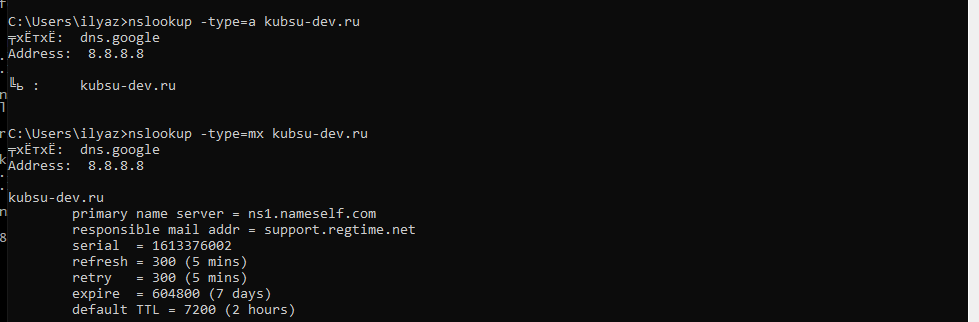 C:\Users\ilyaz>nslookup -type=a kubsu-dev.ru
╤хЁтхЁ:  dns.google
Address:  8.8.8.8
╚ь :     kubsu-dev.ru
C:\Users\ilyaz>nslookup -type=mx kubsu-dev.ru
╤хЁтхЁ:  dns.google
Address:  8.8.8.8
kubsu-dev.ru
        primary name server = ns1.nameself.com
        responsible mail addr = support.regtime.net
        serial  = 1613376002
        refresh = 300 (5 mins)
        retry   = 300 (5 mins)
        expire  = 604800 (7 days)
        default TTL = 7200 (2 hours)